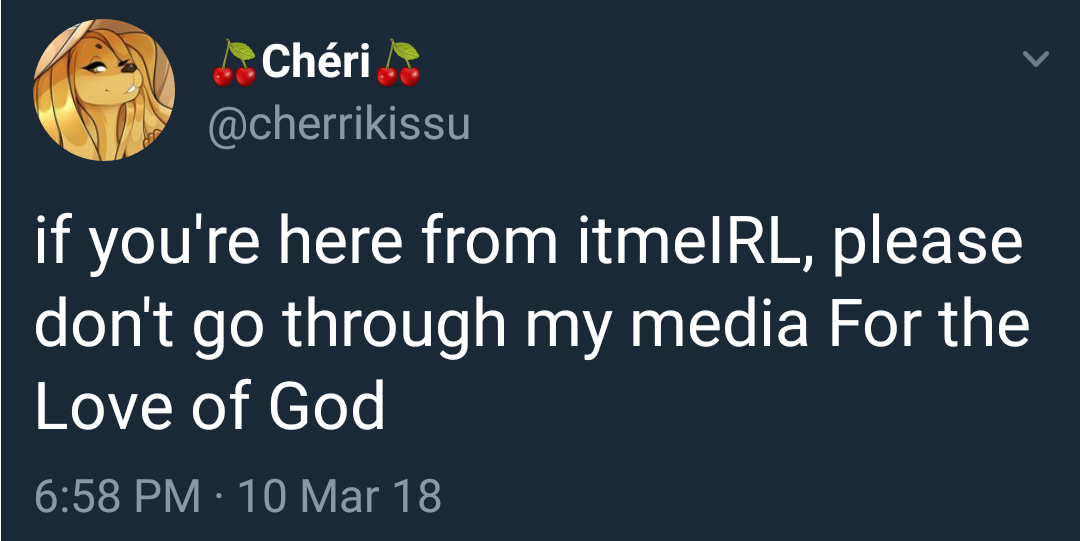 🍒Chéri🍒
@cherrikissu
if you're here from itmeIRL, please
don't go through my media For the
Love of God
6:58 PM · 10 Mar 18